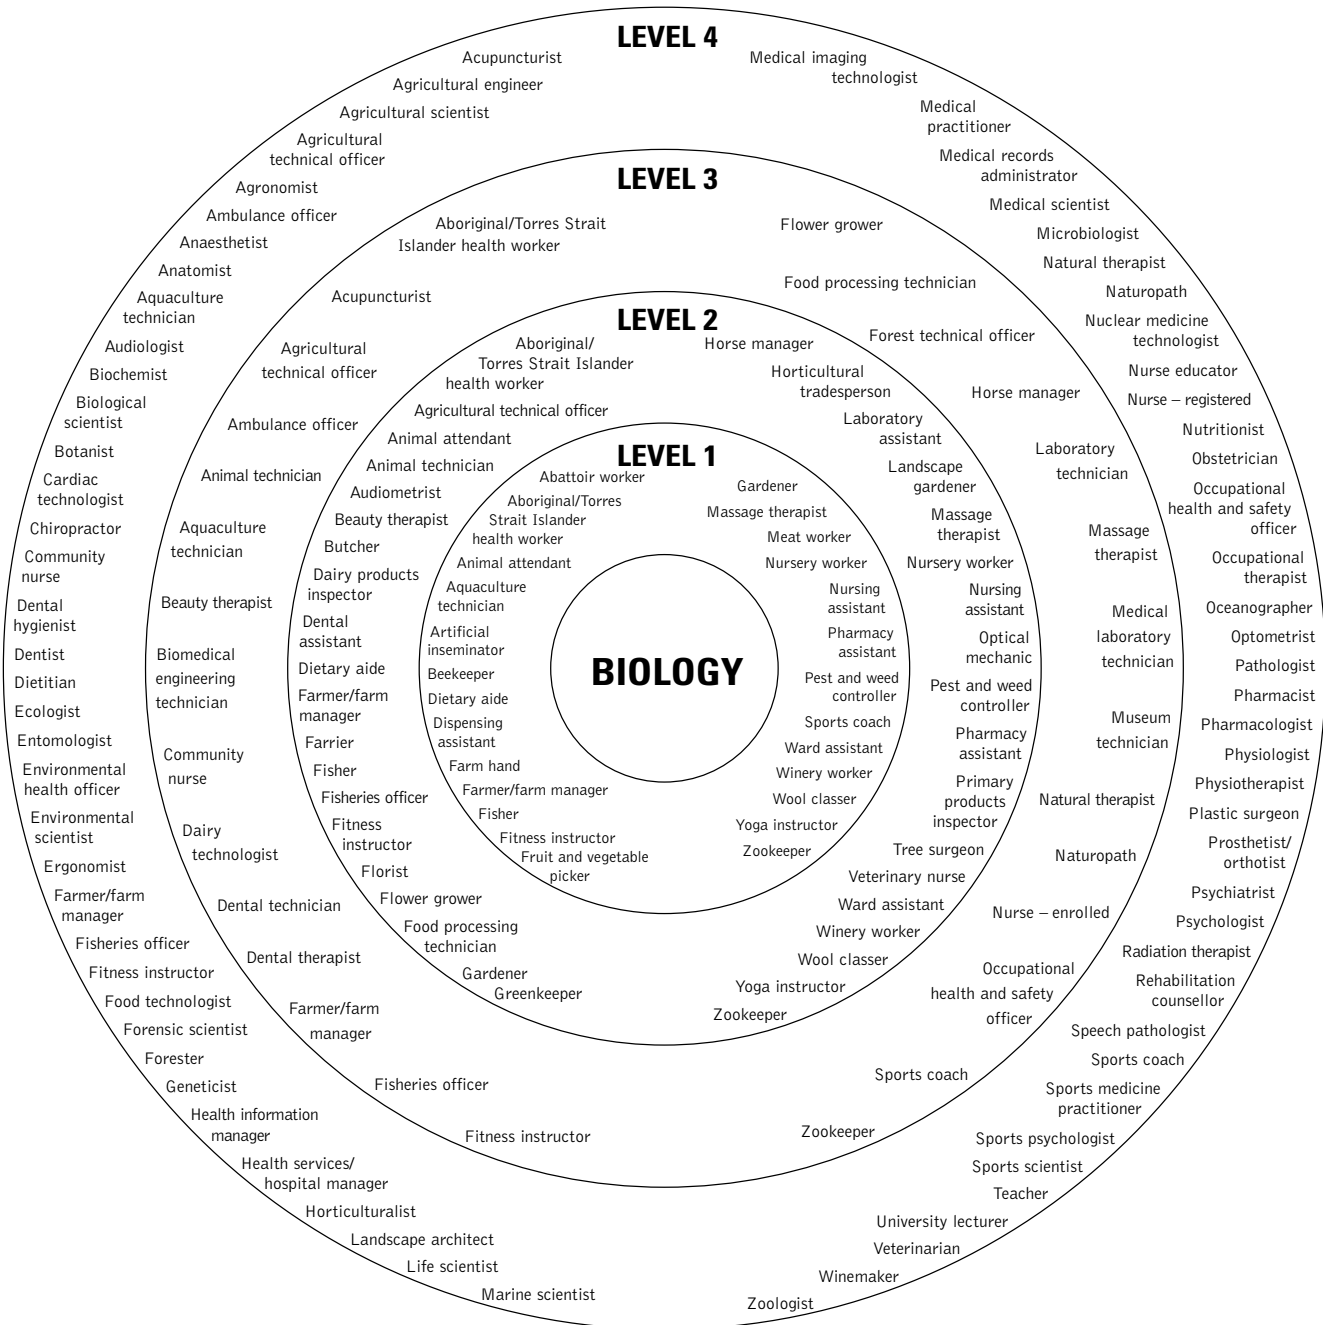 LEVEL 4
Acupuncturist
Agricultural engineer
Agricultural scientist
Agricultural
technical officer
Agronomist
Ambulance officer
Anaesthetist
Anatomist
Aquaculture
technician
Audiologist
Biochemist
Biological
scientist
Botanist
Cardiac
technologist
Chiropractor
Community
nurse
Dental
hygienist
Dentist
Dietitian
Ecologist
Entomologist
Environmental
health officer
Environmental
scientist
Ergonomist
Farmer/farm
manager
Fisheries officer
Fitness instructor
Food technologist
Forensic scientist
Forester
Geneticist
Health information
manager
Health services/
hospital manager
Horticulturalist
Landscape architect
Life scientist
Marine scientist
Medical imaging
technologist
Medical
practitioner
Medical records
administrator
Medical scientist
Microbiologist
Natural therapist
Naturopath
Nuclear medicine
technologist
Nurse educator
Nurse – registered
Nutritionist
Obstetrician
Occupational
health and safety
officer
Occupational
therapist
Oceanographer
Optometrist
Pathologist
Pharmacist
Pharmacologist
Physiologist
Physiotherapist
Plastic surgeon
Prosthetist/
orthotist
Psychiatrist
Psychologist
Radiation therapist
Rehabilitation
counsellor
Speech pathologist
Sports coach
Sports medicine
practitioner
Sports psychologist
Sports scientist
Teacher
University lecturer
Veterinarian
Winemaker
Zoologist
LEVEL 3
Aboriginal/Torres Strait
Islander health worker
Acupuncturist
Agricultural
technical officer
Ambulance officer
Animal technician
Aquaculture
technician
Beauty therapist
Biomedical
engineering
technician
Community
nurse
Dairy
technologist
Dental technician
Dental therapist
Farmer/farm
manager
Fisheries officer
Fitness instructor
Flower grower
Food processing technician
Forest technical officer
Horse manager
Laboratory
technician
Massage
therapist
Medical
laboratory
technician
Museum
technician
Natural therapist
Naturopath
Nurse – enrolled
Occupational
health and safety
officer
Sports coach
Zookeeper
LEVEL 2
Aboriginal/
Torres Strait Islander
health worker
Agricultural technical officer
Animal attendant
Animal technician
Audiometrist
Beauty therapist
Butcher
Dairy products
inspector
Dental
assistant
Dietary aide
Farmer/farm
manager
Farrier
Fisher
Fisheries officer
Fitness
instructor
Florist
Flower grower
Food processing
technician
Gardener
Greenkeeper
Horse manager
Horticultural
tradesperson
Laboratory
assistant
Landscape
gardener
Massage
therapist
Nursery worker
Nursing
assistant
Optical
mechanic
Pest and weed
controller
Pharmacy
assistant
Primary
products
inspector
Tree surgeon
Veterinary nurse
Ward assistant
Winery worker
Wool classer
Yoga instructor
Zookeeper
LEVEL 1
Abattoir worker
Aboriginal/Torres
Strait Islander
health worker
Animal attendant
Aquaculture
technician
Artificial
inseminator
Beekeeper
Dietary aide
Dispensing
assistant
Farm hand
Farmer/farm manager
Fisher
Fitness instructor
Fruit and vegetable
picker
Gardener
Massage therapist
Meat worker
Nursery worker
Nursing
assistant
Pharmacy
assistant
Pest and weed
controller
Sports coach
Ward assistant
Winery worker
Wool classer
Yoga instructor
Zookeeper
BIOLOGY